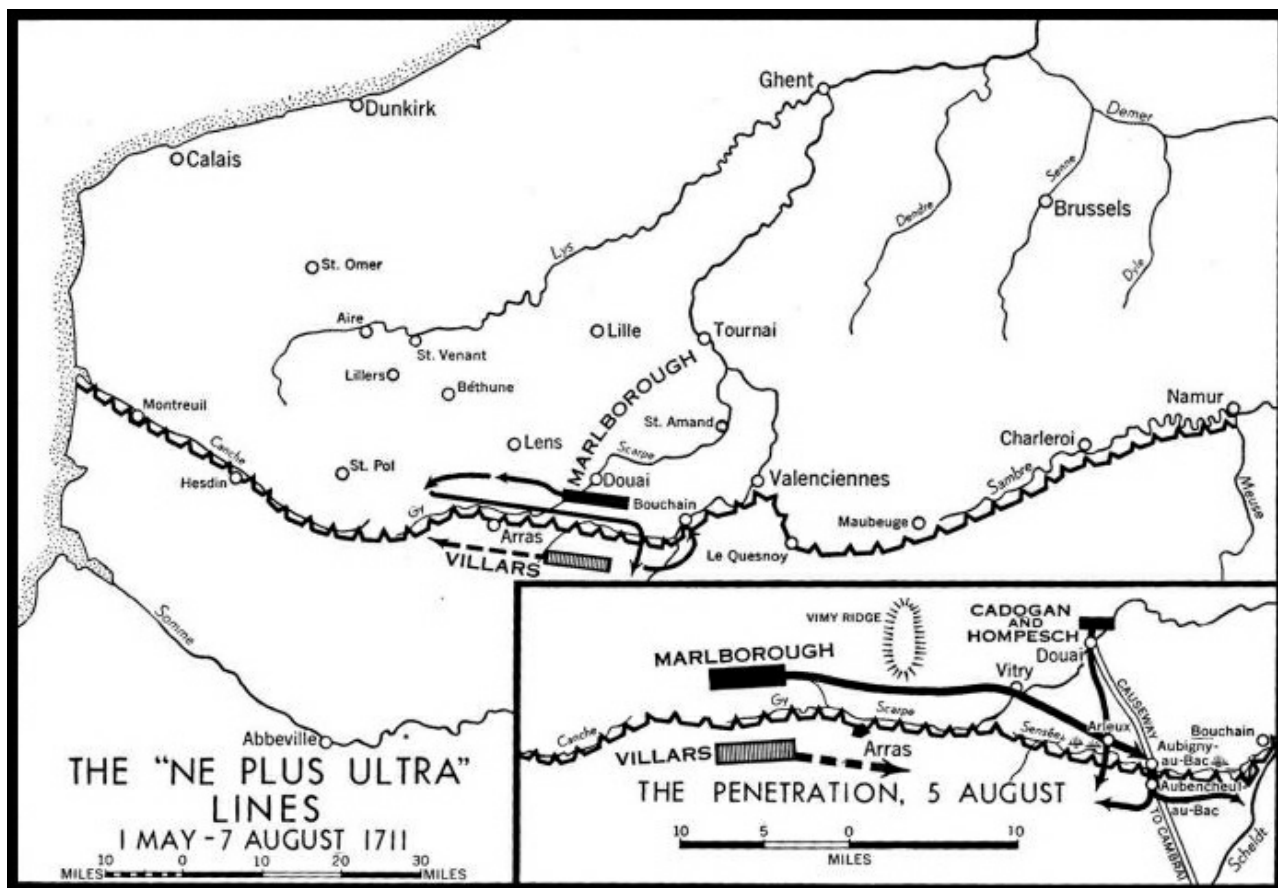 Ghent
Dunkirk
Demer
Calais
Senne
Brussels
Dendre
Dyle
Lys
St. Omer
Aire
Lille
Tournai
St. Venant
Lillers
Béthune
MARLBOROUGH
Namur
Montreuil
St. Amand
Charleroi
Canche
Lens
Scarpe
St. Pol
Hesdin
Douai
Valenciennes
Sambre
Meuse
Bouchain
Gy
Maubeuge
Arras
Le Quesnoy
VILLARS
Somme
Abbeville
THE "NE PLUS ULTRA"
LINES
1 MAY - 7 AUGUST 1711
10 0 10 20 30
MILES MILES
CADOGAN
AND
HOMPESCH
VIMY RIDGE
Douai
MARLBOROUGH
Vitry
CAUSEWAY
Gy
Scarpe
Canche
Arleux
Bouchain
Sensée
Arras
Aubigny-
au-Bac
VILLARS
Aubencheul
au-Bac
THE PENETRATION, 5 AUGUST
TO CAMBRAI
Scheldt
10 5 0 10
MILES